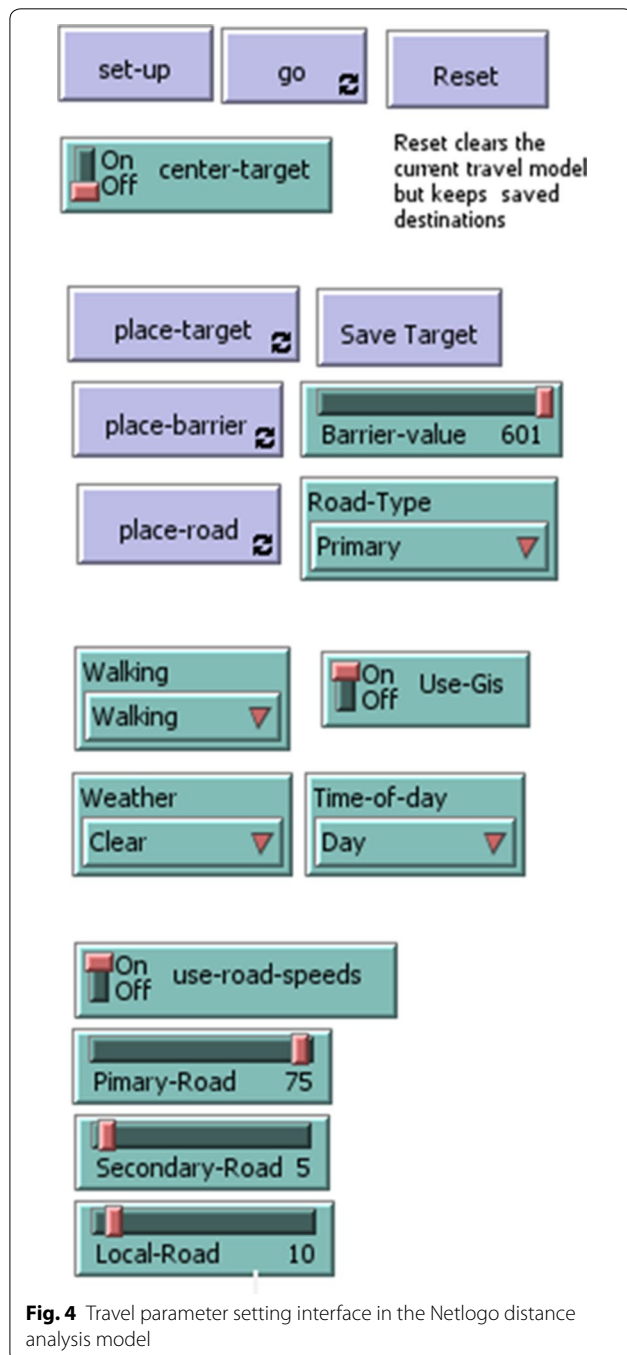 set-up go Reset
On
Off center-target
Reset clears the
current travel model
but keeps saved
destinations
place-target Save Target
place-barrier Barrier-value 601
place-road Road-Type
Primary
Walking
Walking
On
Off Use-Gis
Weather
Clear
Time-of-day
Day
On
Off use-road-speeds
Pimary-Road 75
Secondary-Road 5
Local-Road 10
Fig. 4 Travel parameter setting interface in the Netlogo distance
analysis model